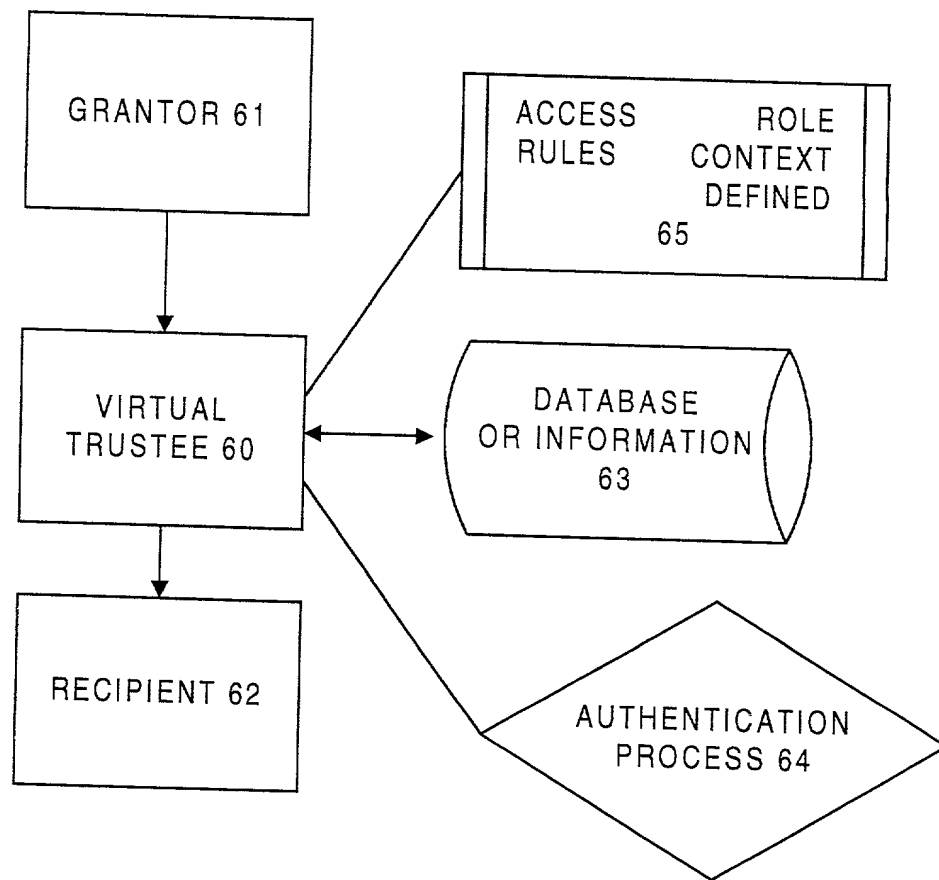 GRANTOR 61
ACCESS ROLE
RULES CONTEXT
DEFINED
65
VIRTUAL
TRUSTEE 60
DATABASE
OR INFORMATION
63
RECIPIENT 62
AUTHENTICATION
PROCESS 64